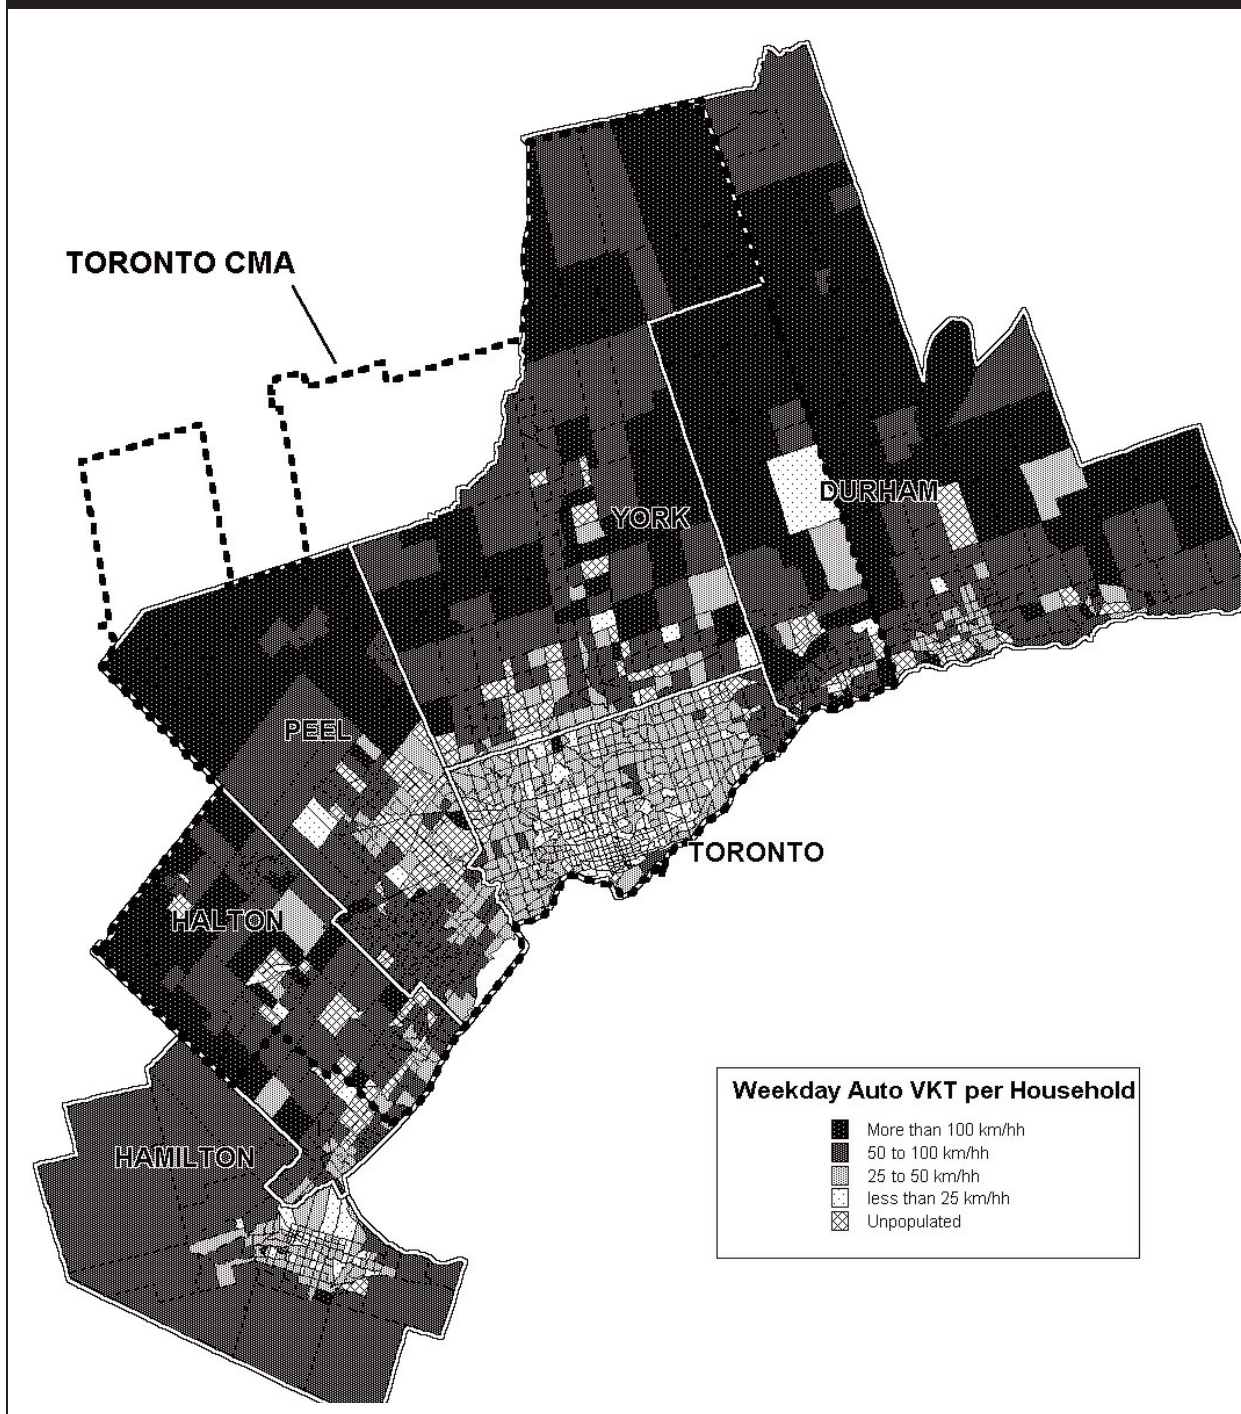 TORONTO CMA
DURHAM
YORK
PEEL
TORONTO
HALTON
HAMILTON
Weekday Auto VKT per Household
More than 100 km/hh
50 to 100 km/hh
25 to 50 km/hh
less than 25 km/hh
Unpopulated